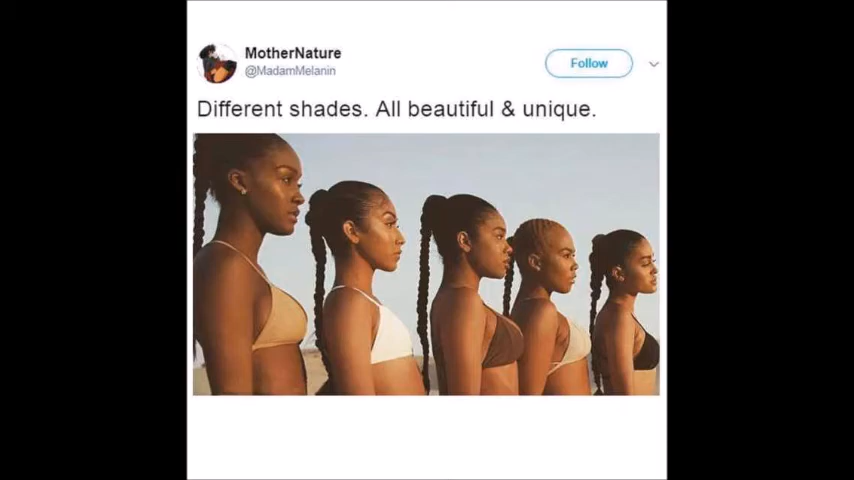 MotherNature
@MadamMelanin
Follow
Different shades. All beautiful & unique.